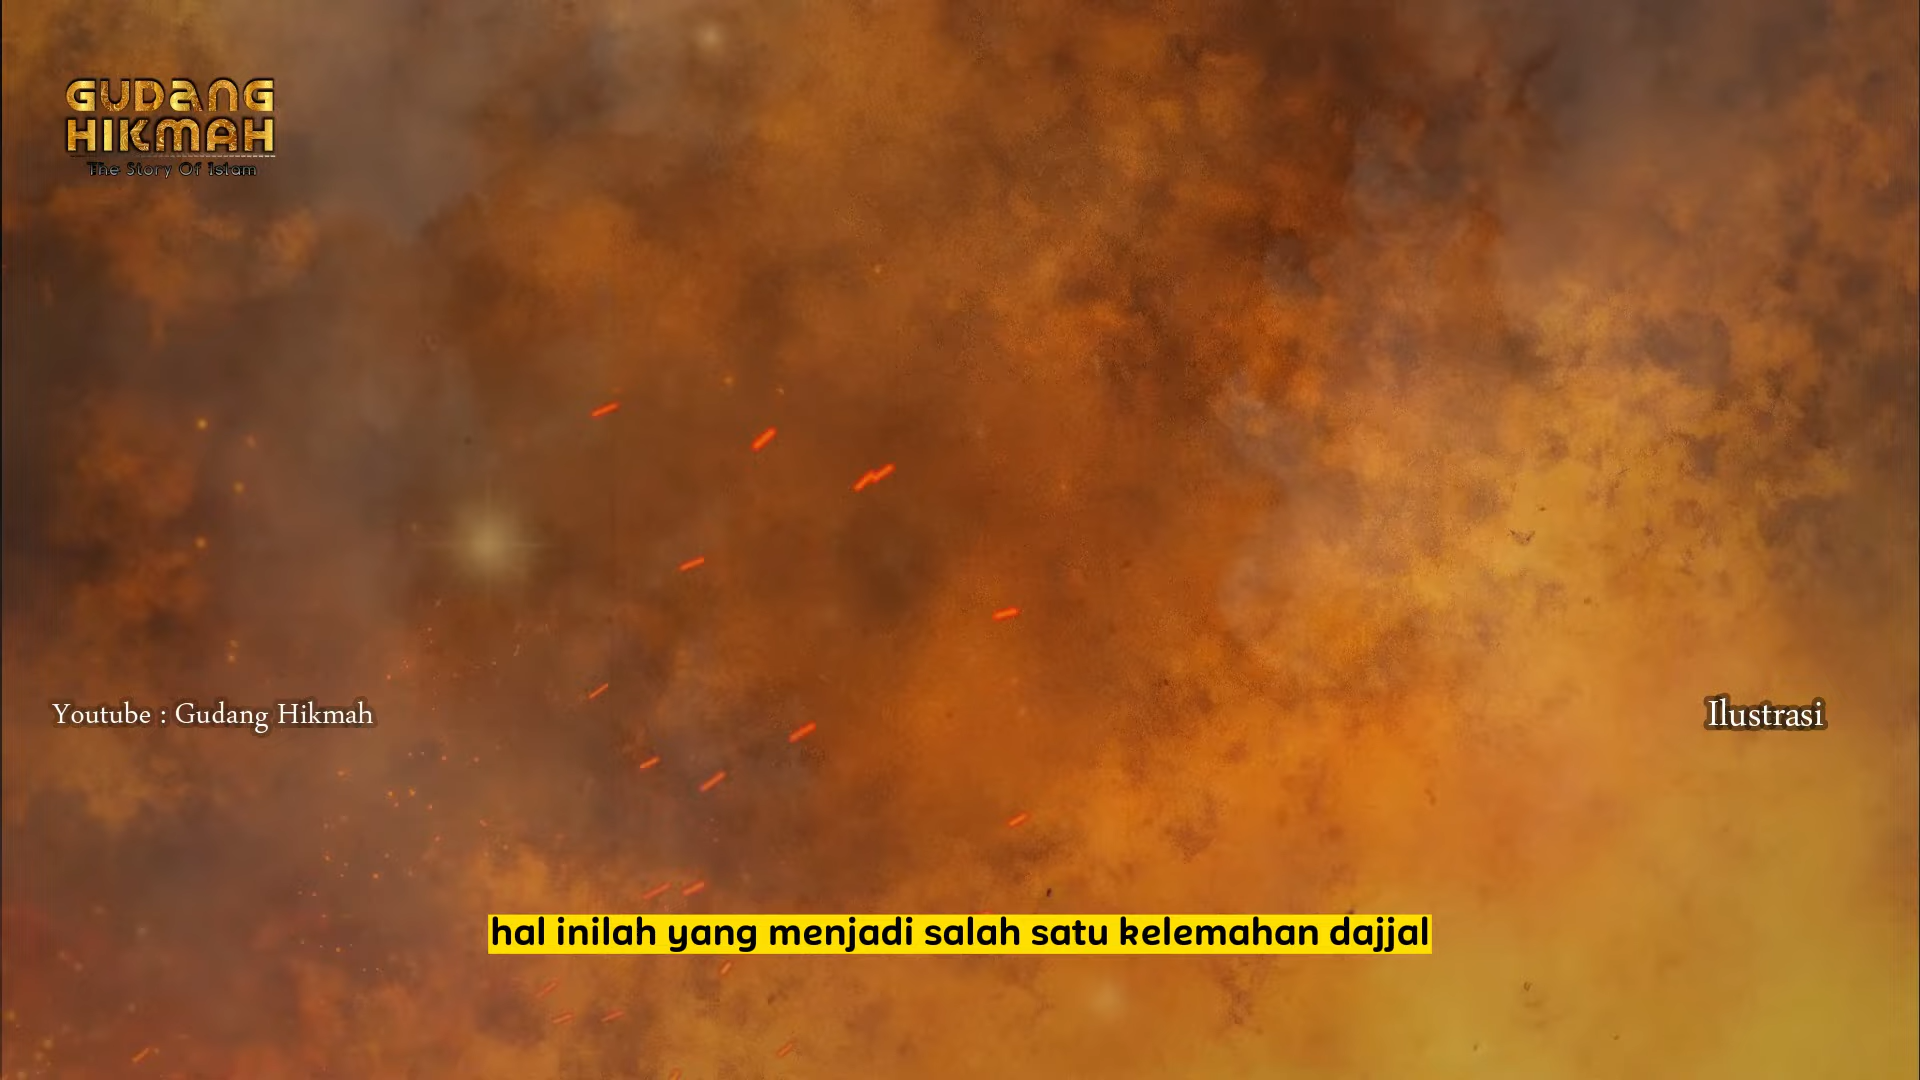 GUDANG
HIKMAH
The Story Of Islam
Youtube : Gudang Hikmah
Ilustrasi
hal inilah yang menjadi salah satu kelemahan dajjal